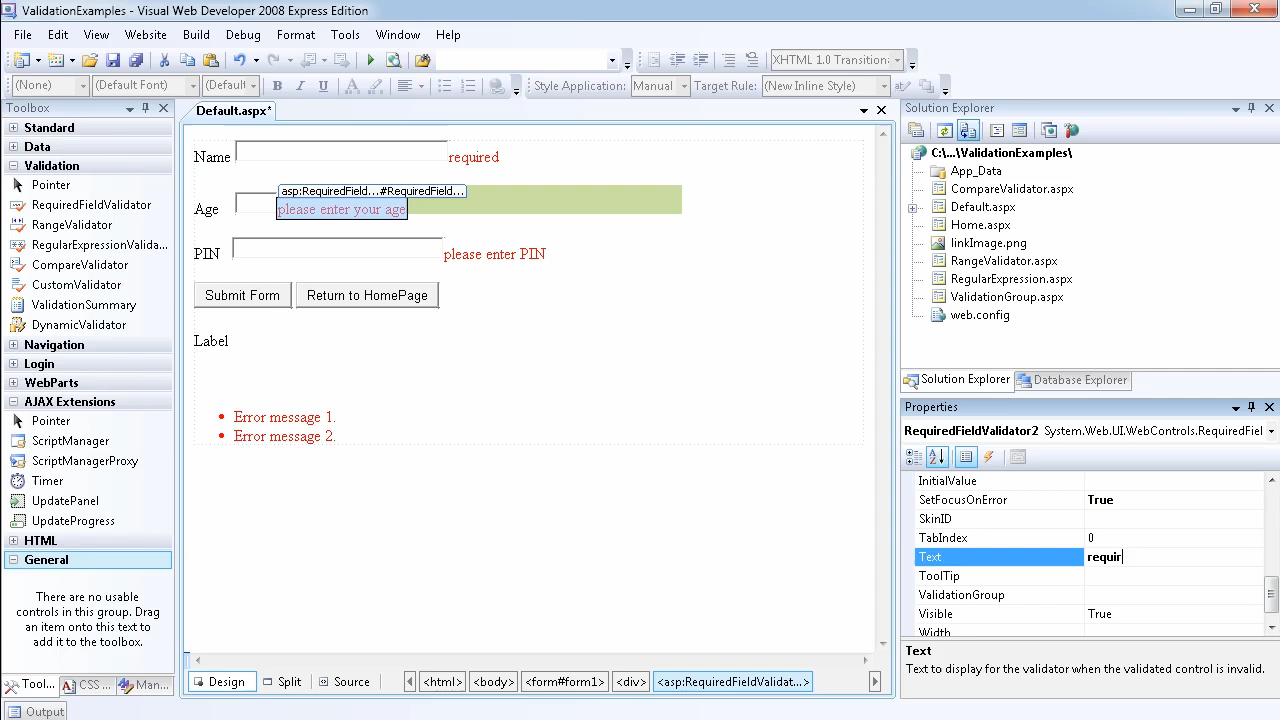 ValidationExamples - Visual Web Developer 2008 Express Edition
File Edit View Website Build Debug Format Tools Window Help
XHTML 1.0 Transition
(None) (Default Font) (Default B I U A Style Application: Manual Target Rule: (New Inline Style)
Toolbox
Standard
Data
Validation
Pointer
RequiredFieldValidator
RangeValidator
RegularExpressionValida...
CompareValidator
CustomValidator
ValidationSummary
DynamicValidator
Navigation
Login
WebParts
AJAX Extensions
Pointer
ScriptManager
ScriptManagerProxy
Timer
UpdatePanel
UpdateProgress
HTML
General
There are no usable
controls in this group. Drag
an item onto this text to
add it to the toolbox.
Tool... CSS ... Man...
Output
Default.aspx*
Name required
asp:RequiredField...#RequiredField...
Age please enter your age
PIN please enter PIN
Submit Form Return to HomePage
Label
Error message 1.
Error message 2.
Design Split Source <html> <body> <form#form1> <div> <asp:RequiredFieldValidat...>
Solution Explorer
C:\...\ValidationExamples\
App_Data
CompareValidator.aspx
Default.aspx
Home.aspx
linkImage.png
RangeValidator.aspx
RegularExpression.aspx
ValidationGroup.aspx
web.config
Solution Explorer Database Explorer
Properties
RequiredFieldValidator2 System.Web.UI.WebControls.RequiredFiel
InitialValue
SetFocusOnError True
SkinID
TabIndex 0
Text requir
ToolTip
ValidationGroup
Visible True
Width
Text
Text to display for the validator when the validated control is invalid.